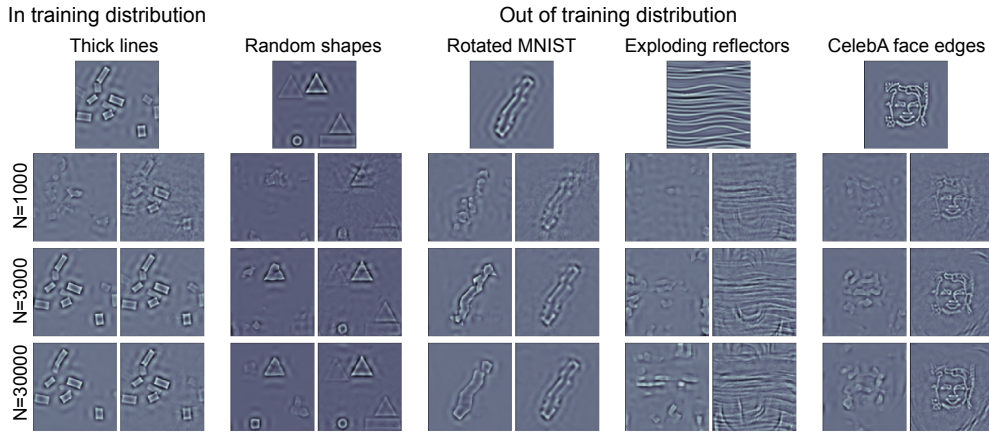 In training distribution
Out of training distribution
Thick lines
Random shapes
Rotated MNIST
Exploding reflectors
CelebA face edges
N=1000
N=3000
N=30000